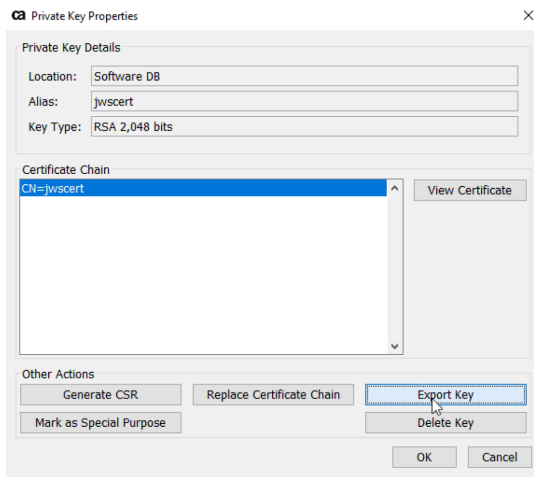 ca Private Key Properties
Private Key Details
Location: Software DB
Alias: jwscert
Key Type: RSA 2,048 bits
Certificate Chain
CN=jwscert
View Certificate
Other Actions
Generate CSR Replace Certificate Chain Export Key
Mark as Special Purpose Delete Key
OK Cancel